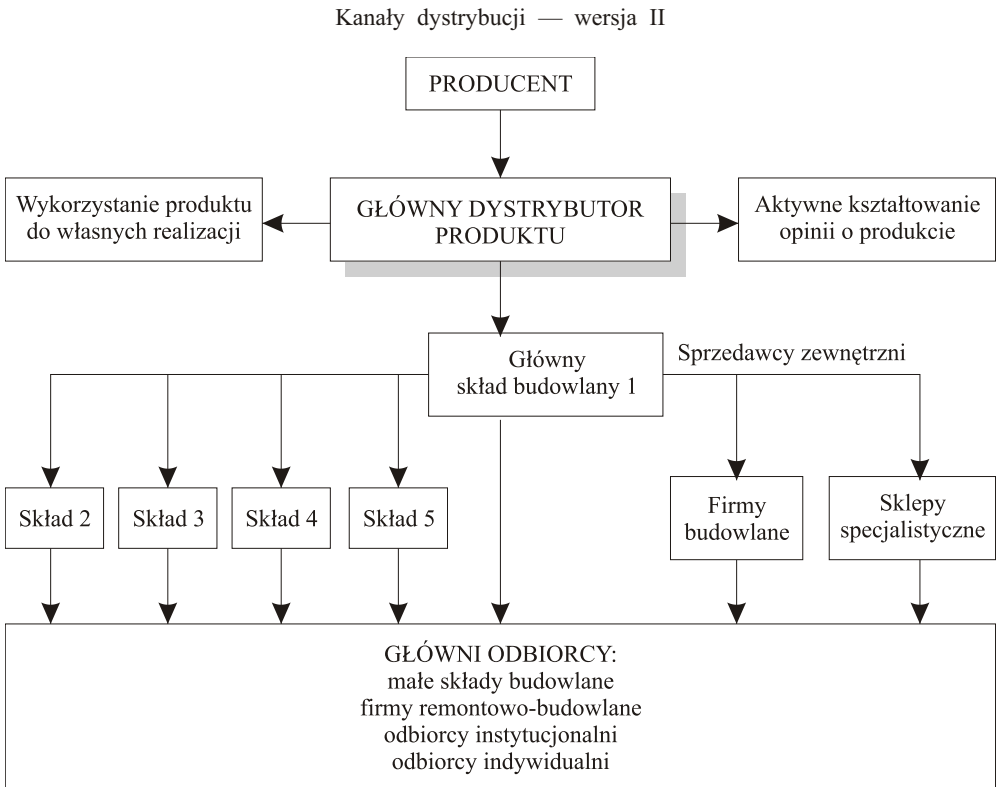 Kanały dystrybucji — wersja II
PRODUCENT
Wykorzystanie produktu
do własnych realizacji
GŁÓWNY DYSTRYBUTOR
PRODUKTU
Aktywne kształtowanie
opinii o produkcie
Główny
skład budowlany 1
Sprzedawcy zewnętrzni
Skład 2
Skład 3
Skład 4
Skład 5
Firmy
budowlane
Sklepy
specjalistyczne
GŁÓWNI ODBIORCY:
małe składy budowlane
firmy remontowo-budowlane
odbiorcy instytucjonalni
odbiorcy indywidualni